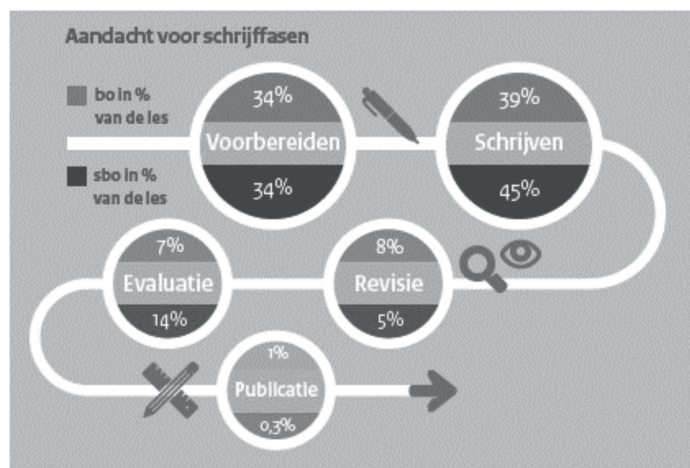 Aandacht voor schrijffasen
bo in %
van de les
sbo in %
van de les
34%
Voorbereiden
34%
39%
Schrijven
45%
8%
Revisie
5%
7%
Evaluatie
14%
1%
Publicatie
0,3%